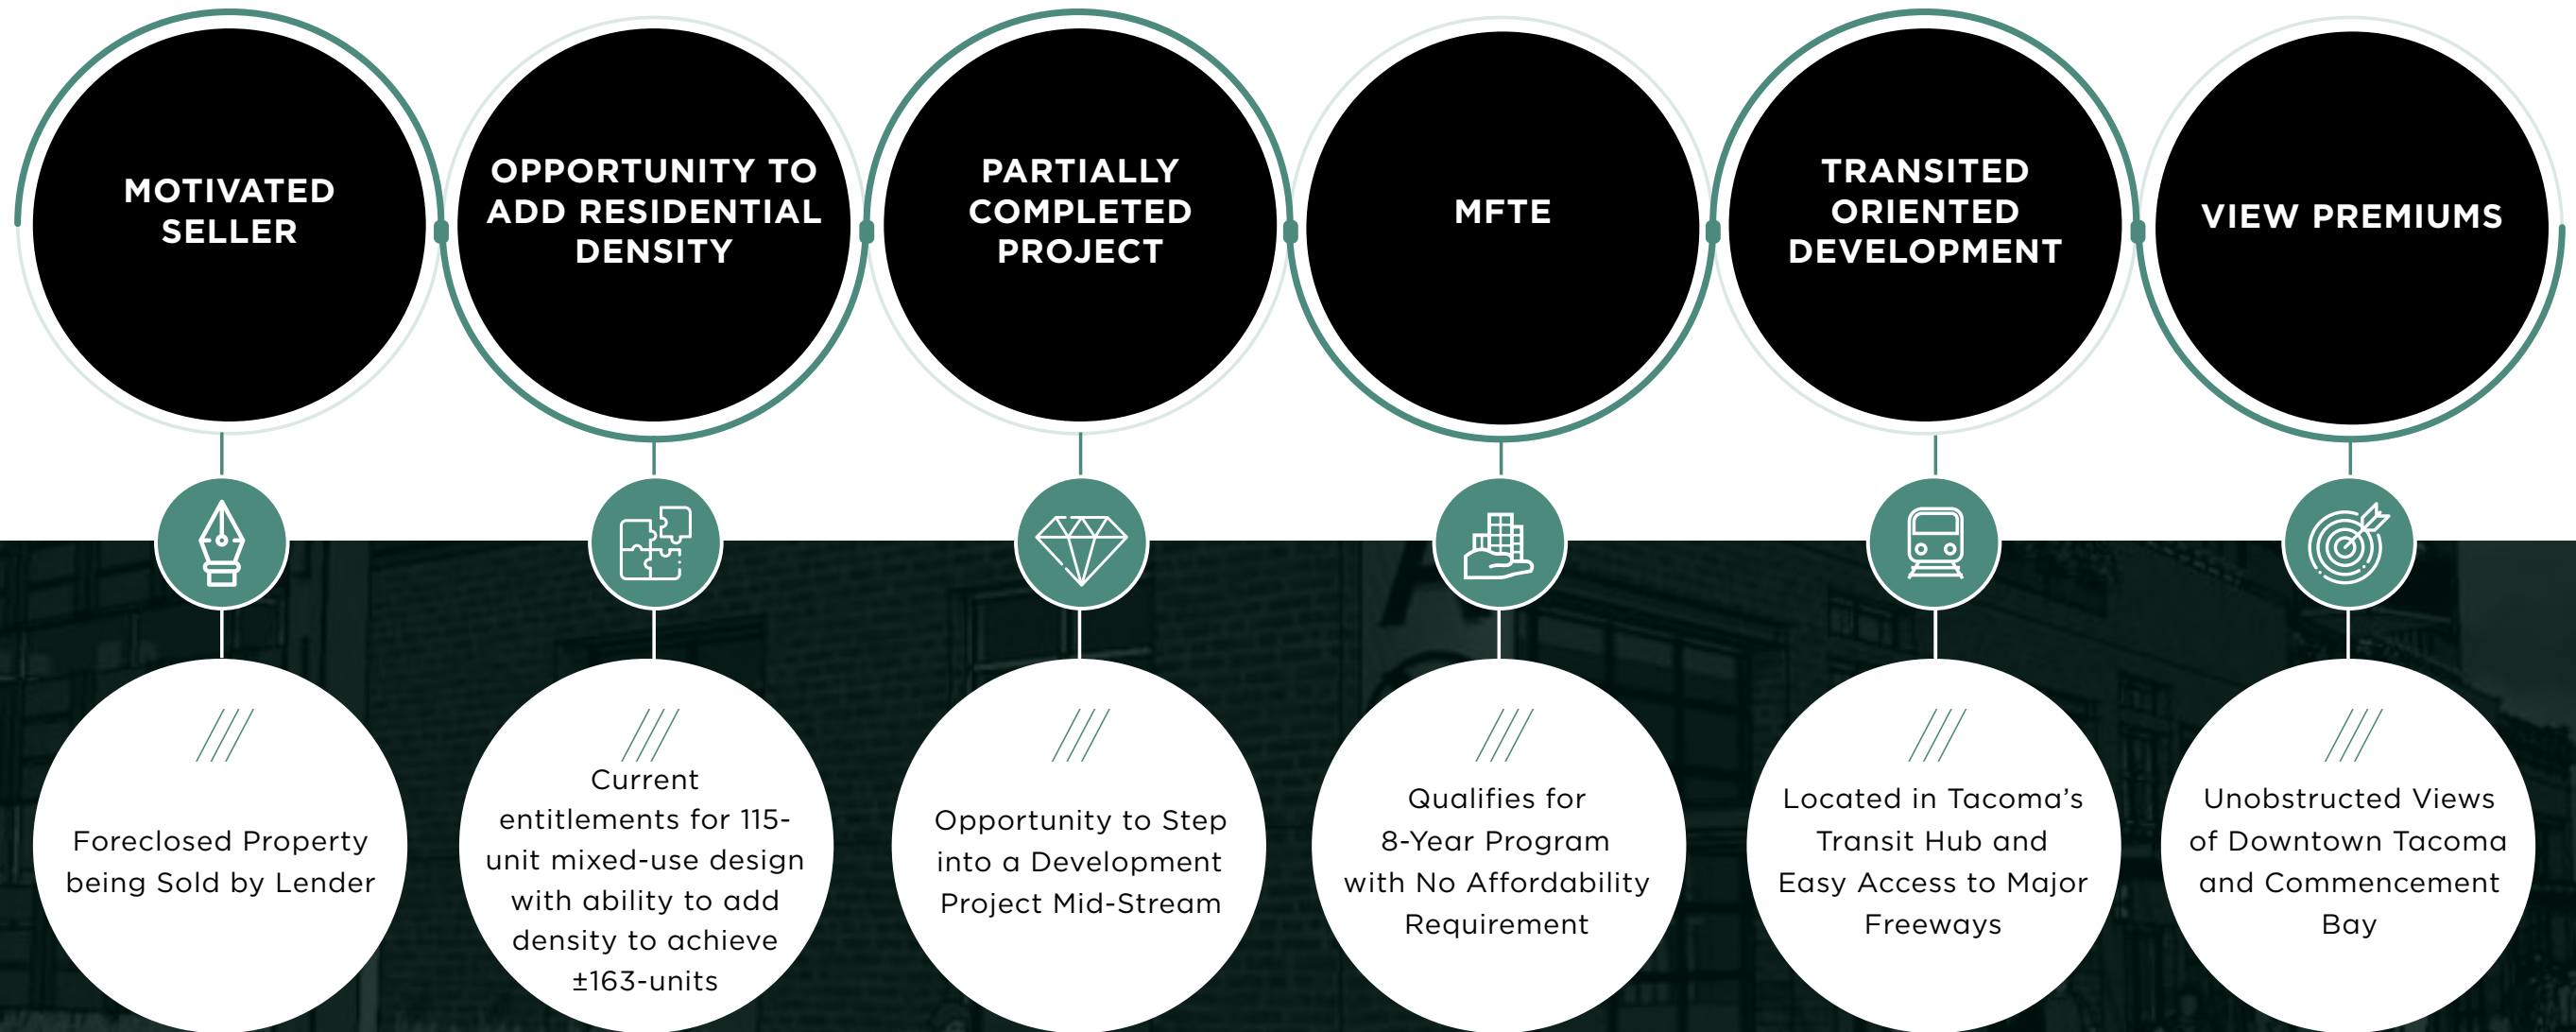 MOTIVATED
SELLER
OPPORTUNITY TO
ADD RESIDENTIAL
DENSITY
PARTIALLY
COMPLETED
PROJECT
MFTE
TRANSITED
ORIENTED
DEVELOPMENT
VIEW PREMIUMS
Foreclosed Property
being Sold by Lender
Current
entitlements for 115-
unit mixed-use design
with ability to add
density to achieve
±163-units
Opportunity to Step
into a Development
Project Mid-Stream
Qualifies for
8-Year Program
with No Affordability
Requirement
Located in Tacoma’s
Transit Hub and
Easy Access to Major
Freeways
Unobstructed Views
of Downtown Tacoma
and Commencement
Bay